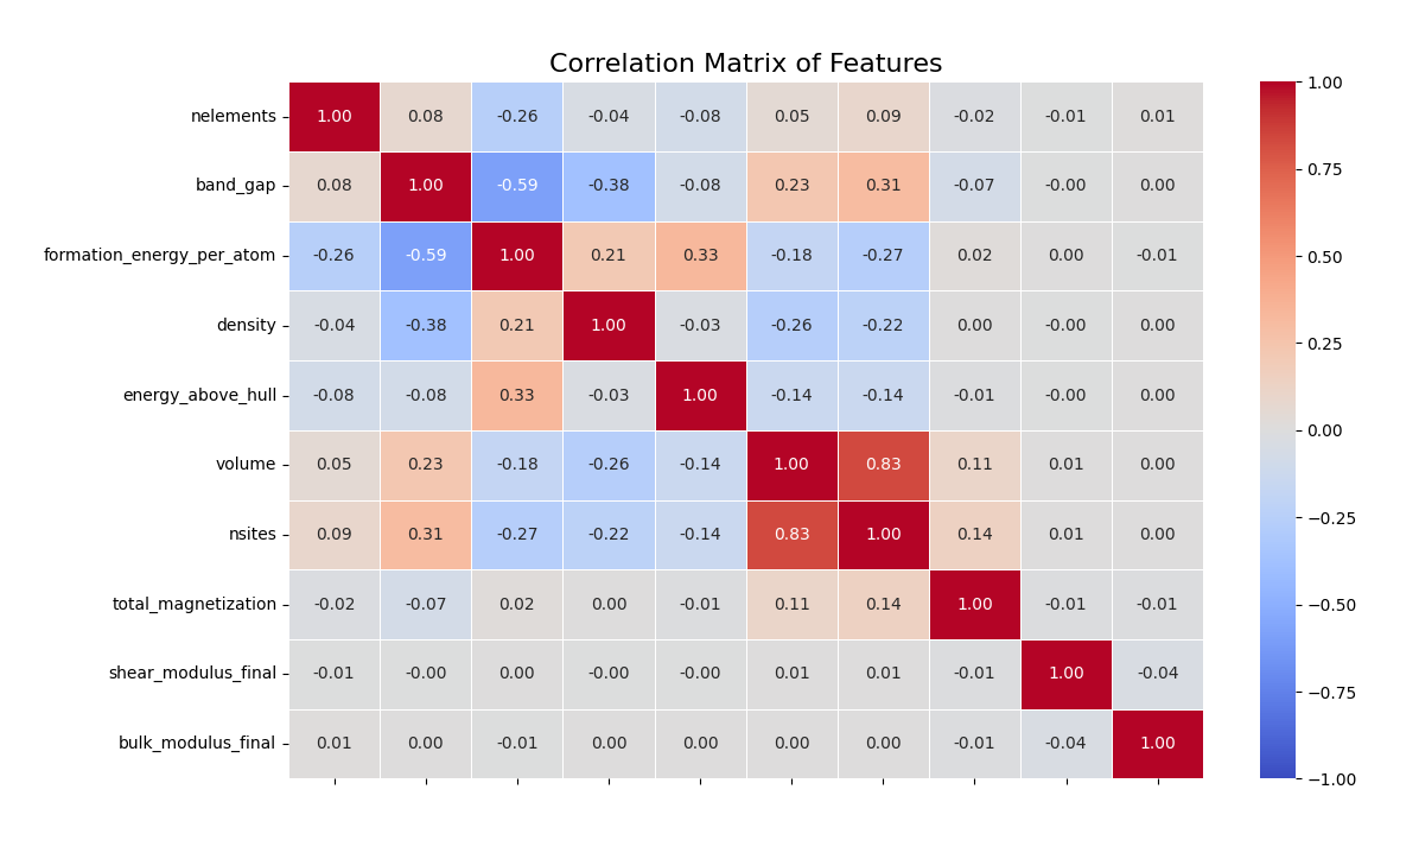 Correlation Matrix of Features
nelements 1.00 0.08 -0.26 -0.04 -0.08 0.05 0.09 -0.02 -0.01 0.01
band_gap 0.08 1.00 -0.59 -0.38 -0.08 0.23 0.31 -0.07 -0.00 0.00
formation_energy_per_atom -0.26 -0.59 1.00 0.21 0.33 -0.18 -0.27 0.02 0.00 -0.01
density -0.04 -0.38 0.21 1.00 -0.03 -0.26 -0.22 0.00 -0.00 0.00
energy_above_hull -0.08 -0.08 0.33 -0.03 1.00 -0.14 -0.14 -0.01 -0.00 0.00
volume 0.05 0.23 -0.18 -0.26 -0.14 1.00 0.83 0.11 0.01 0.00
nsites 0.09 0.31 -0.27 -0.22 -0.14 0.83 1.00 0.14 0.01 0.00
total_magnetization -0.02 -0.07 0.02 0.00 -0.01 0.11 0.14 1.00 -0.01 -0.01
shear_modulus_final -0.01 -0.00 0.00 -0.00 -0.00 0.01 0.01 -0.01 1.00 -0.04
bulk_modulus_final 0.01 0.00 -0.01 0.00 0.00 0.00 0.00 -0.01 -0.04 1.00
1.00
0.75
0.50
0.25
0.00
−0.25
−0.50
−0.75
−1.00